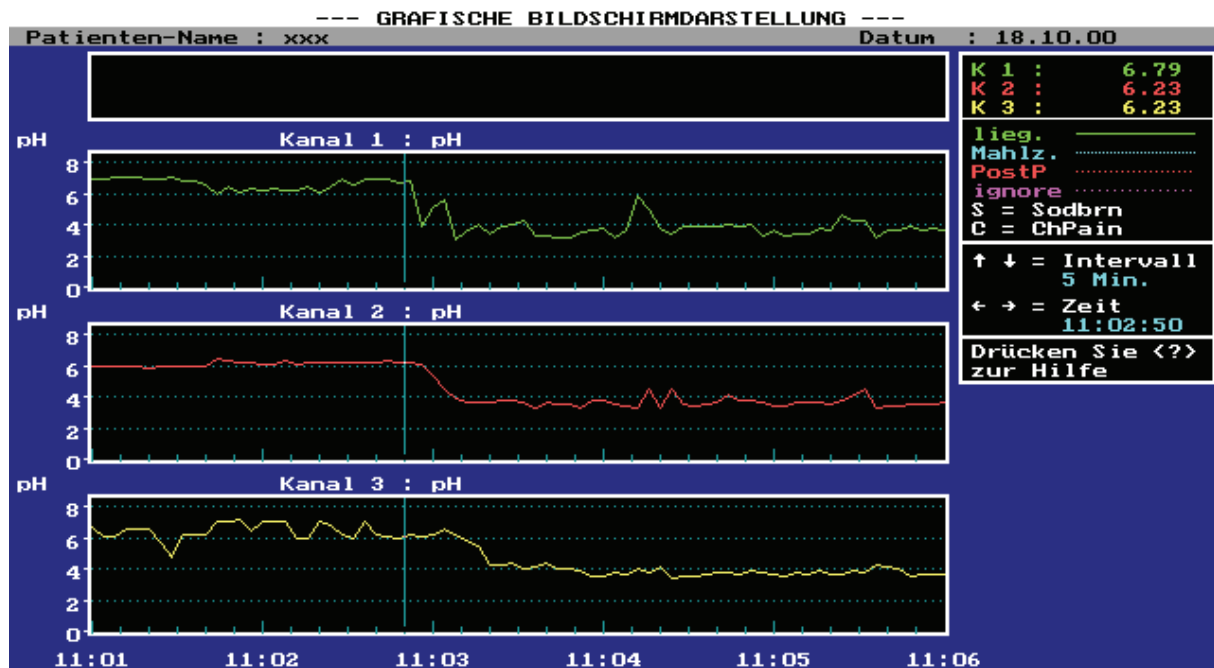 --- GRAFISCHE BILDSCHIRMDARSTELLUNG ---
Patienten-Name : xxx Datum : 18.10.00
K 1 : 6.79
K 2 : 6.23
K 3 : 6.23
lieg.
Mahlz.
PostP
ignore
S = Sodbrn
C = ChPain
↑ ↓ = Intervall
5 Min.
← → = Zeit
11:02:50
Drücken Sie <?>
zur Hilfe
pH Kanal 1 : pH
8
6
4
2
0
pH Kanal 2 : pH
8
6
4
2
0
pH Kanal 3 : pH
8
6
4
2
0
11:01 11:02 11:03 11:04 11:05 11:06